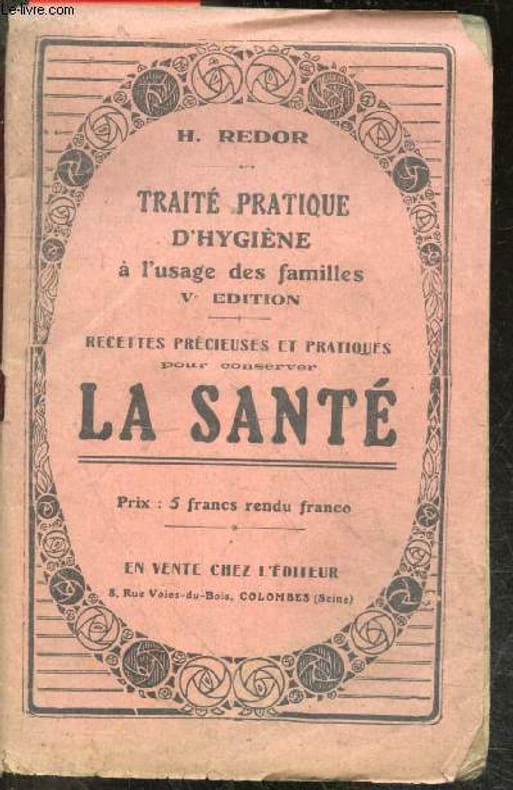 Le-livre.com
H. REDOR
TRAITÉ PRATIQUE
D'HYGIÈNE
à l'usage des familles
Vᵉ EDITION
RECETTES PRÉCIEUSES ET PRATIQUES
pour conserver
LA SANTÉ
Prix : 5 francs rendu franco
EN VENTE CHEZ L'ÉDITEUR
8, Rue Voies-du-Bois, COLOMBES (Seine)